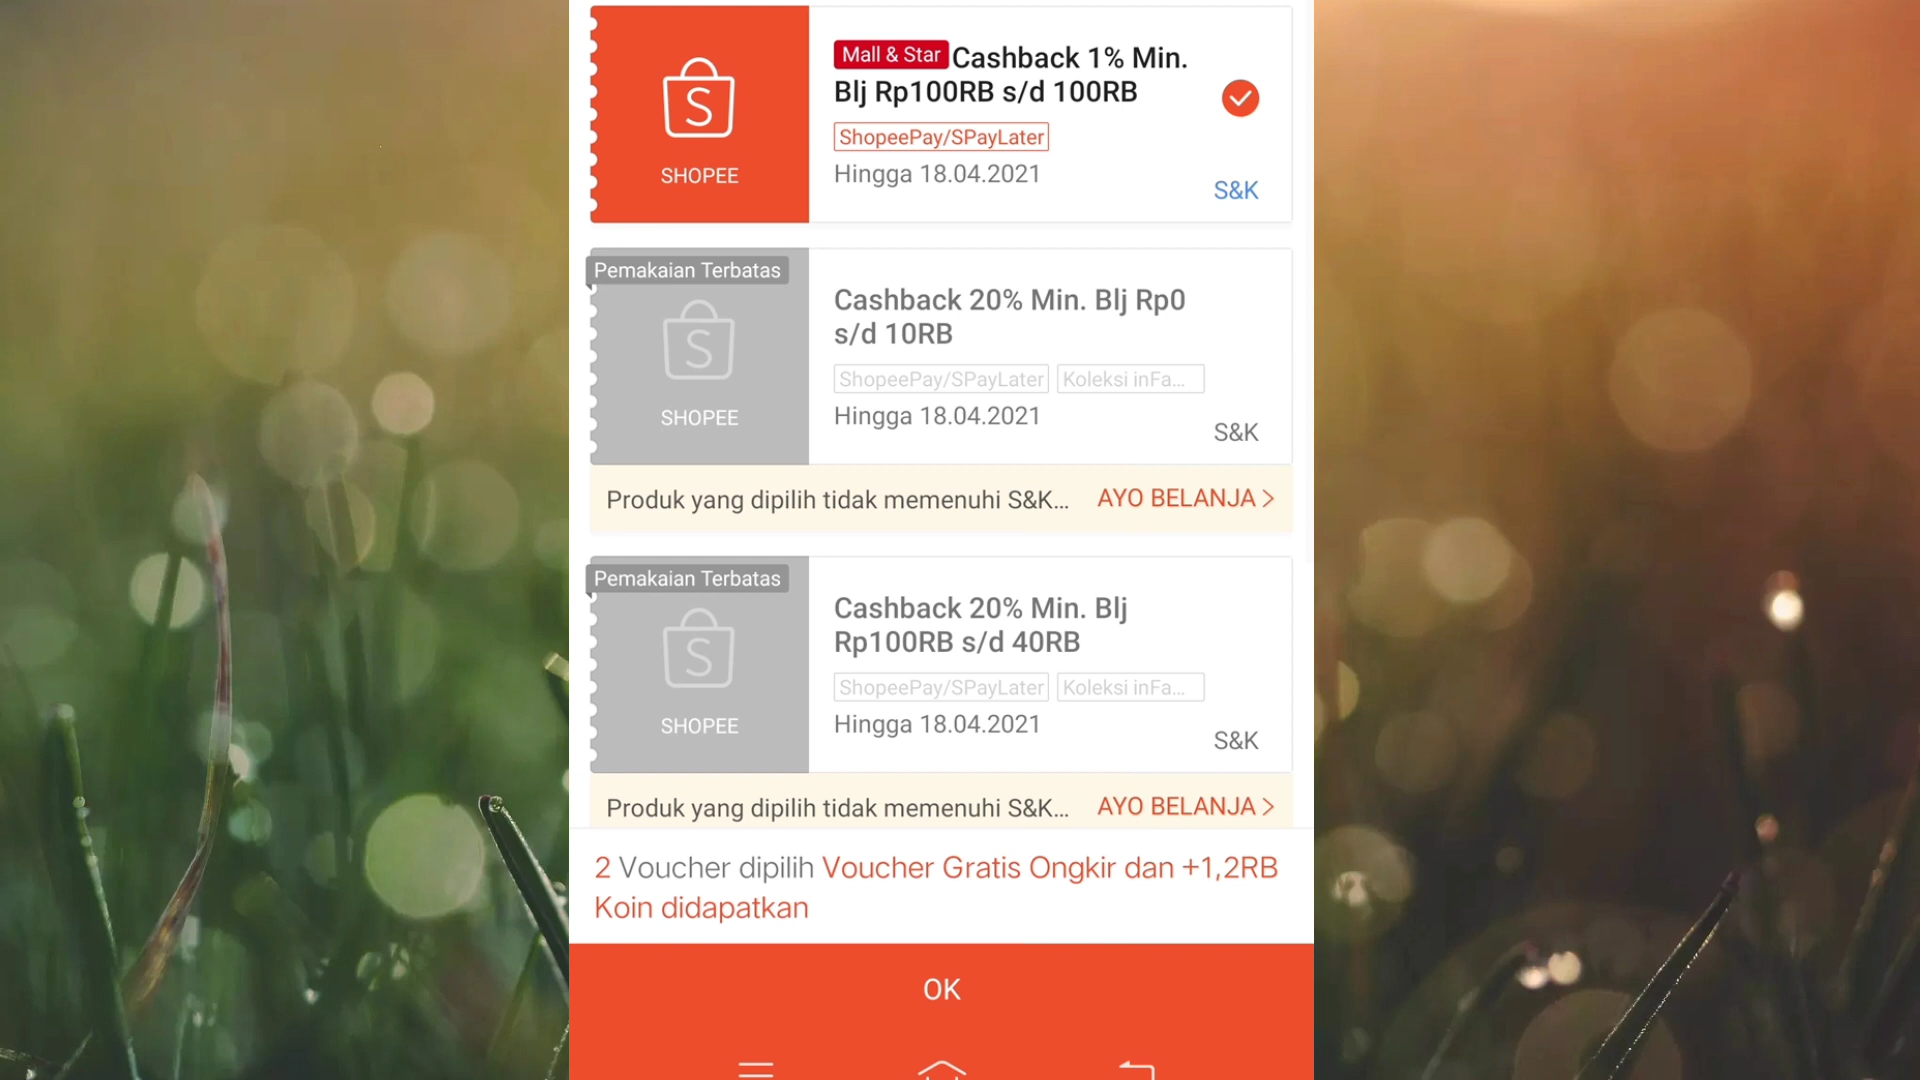 Mall & Star Cashback 1% Min.
Blj Rp100RB s/d 100RB
ShopeePay/SPayLater
Hingga 18.04.2021
S&K
S
SHOPEE
Pemakaian Terbatas
Cashback 20% Min. Blj Rp0
s/d 10RB
ShopeePay/SPayLater Koleksi inFa...
Hingga 18.04.2021
S&K
S
SHOPEE
Produk yang dipilih tidak memenuhi S&K... AYO BELANJA >
Pemakaian Terbatas
Cashback 20% Min. Blj
Rp100RB s/d 40RB
ShopeePay/SPayLater Koleksi inFa...
Hingga 18.04.2021
S&K
S
SHOPEE
Produk yang dipilih tidak memenuhi S&K... AYO BELANJA >
2 Voucher dipilih Voucher Gratis Ongkir dan +1,2RB
Koin didapatkan
OK